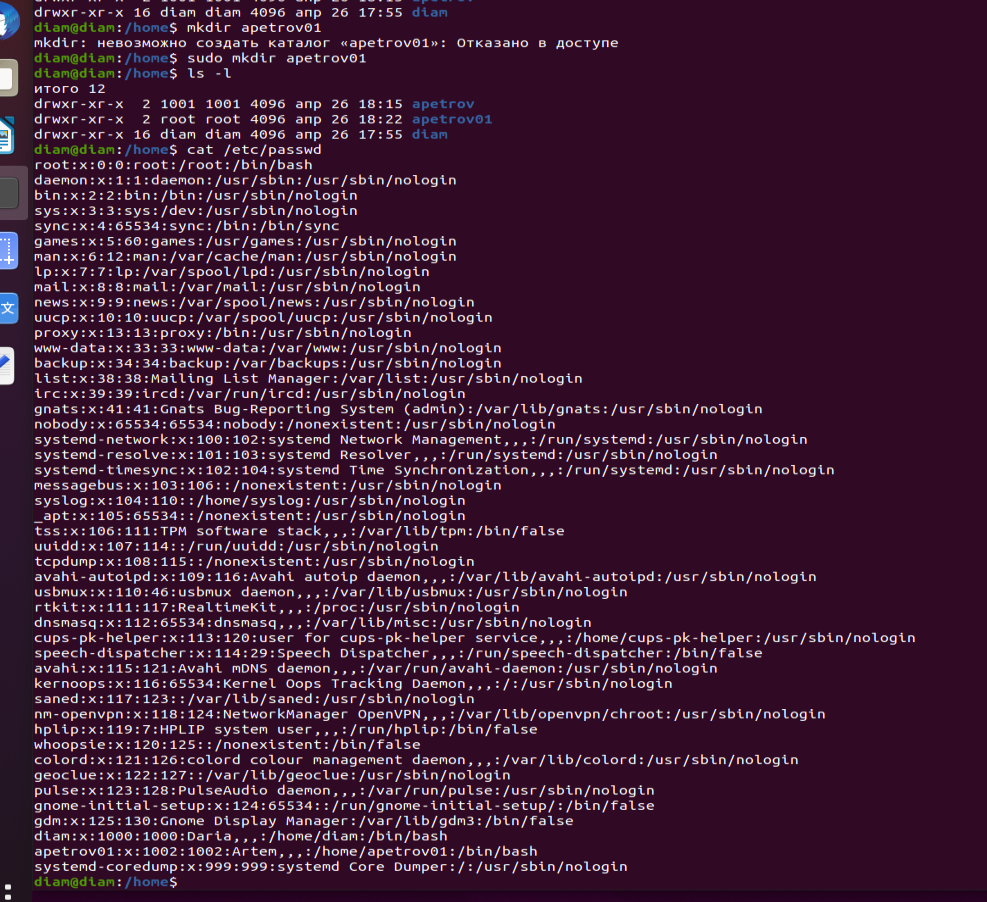 drwxr-xr-x 16 diam diam 4096 апр 26 17:55 diam
diam@diam:/home$ mkdir apetrov01
mkdir: невозможно создать каталог «apetrov01»: Отказано в доступе
diam@diam:/home$ sudo mkdir apetrov01
diam@diam:/home$ ls -l
итого 12
drwxr-xr-x  2 1001 1001 4096 апр 26 18:15 apetrov
drwxr-xr-x  2 root root 4096 апр 26 18:22 apetrov01
drwxr-xr-x 16 diam diam 4096 апр 26 17:55 diam
diam@diam:/home$ cat /etc/passwd
root:x:0:0:root:/root:/bin/bash
daemon:x:1:1:daemon:/usr/sbin:/usr/sbin/nologin
bin:x:2:2:bin:/bin:/usr/sbin/nologin
sys:x:3:3:sys:/dev:/usr/sbin/nologin
sync:x:4:65534:sync:/bin:/bin/sync
games:x:5:60:games:/usr/games:/usr/sbin/nologin
man:x:6:12:man:/var/cache/man:/usr/sbin/nologin
lp:x:7:7:lp:/var/spool/lpd:/usr/sbin/nologin
mail:x:8:8:mail:/var/mail:/usr/sbin/nologin
news:x:9:9:news:/var/spool/news:/usr/sbin/nologin
uucp:x:10:10:uucp:/var/spool/uucp:/usr/sbin/nologin
proxy:x:13:13:proxy:/bin:/usr/sbin/nologin
www-data:x:33:33:www-data:/var/www:/usr/sbin/nologin
backup:x:34:34:backup:/var/backups:/usr/sbin/nologin
list:x:38:38:Mailing List Manager:/var/list:/usr/sbin/nologin
irc:x:39:39:ircd:/var/run/ircd:/usr/sbin/nologin
gnats:x:41:41:Gnats Bug-Reporting System (admin):/var/lib/gnats:/usr/sbin/nologin
nobody:x:65534:65534:nobody:/nonexistent:/usr/sbin/nologin
systemd-network:x:100:102:systemd Network Management,,,:/run/systemd:/usr/sbin/nologin
systemd-resolve:x:101:103:systemd Resolver,,,:/run/systemd:/usr/sbin/nologin
systemd-timesync:x:102:104:systemd Time Synchronization,,,:/run/systemd:/usr/sbin/nologin
messagebus:x:103:106::/nonexistent:/usr/sbin/nologin
syslog:x:104:110::/home/syslog:/usr/sbin/nologin
_apt:x:105:65534::/nonexistent:/usr/sbin/nologin
tss:x:106:111:TPM software stack,,,:/var/lib/tpm:/bin/false
uuidd:x:107:114::/run/uuidd:/usr/sbin/nologin
tcpdump:x:108:115::/nonexistent:/usr/sbin/nologin
avahi-autoipd:x:109:116:Avahi autoip daemon,,,:/var/lib/avahi-autoipd:/usr/sbin/nologin
usbmux:x:110:46:usbmux daemon,,,:/var/lib/usbmux:/usr/sbin/nologin
rtkit:x:111:117:RealtimeKit,,,:/proc:/usr/sbin/nologin
dnsmasq:x:112:65534:dnsmasq,,,:/var/lib/misc:/usr/sbin/nologin
cups-pk-helper:x:113:120:user for cups-pk-helper service,,,:/home/cups-pk-helper:/usr/sbin/nologin
speech-dispatcher:x:114:29:Speech Dispatcher,,,:/run/speech-dispatcher:/bin/false
avahi:x:115:121:Avahi mDNS daemon,,,:/var/run/avahi-daemon:/usr/sbin/nologin
kernoops:x:116:65534:Kernel Oops Tracking Daemon,,,:/:/usr/sbin/nologin
saned:x:117:123::/var/lib/saned:/usr/sbin/nologin
nm-openvpn:x:118:124:NetworkManager OpenVPN,,,:/var/lib/openvpn/chroot:/usr/sbin/nologin
hplip:x:119:7:HPLIP system user,,,:/run/hplip:/bin/false
whoopsie:x:120:125::/nonexistent:/bin/false
colord:x:121:126:colord colour management daemon,,,:/var/lib/colord:/usr/sbin/nologin
geoclue:x:122:127::/var/lib/geoclue:/usr/sbin/nologin
pulse:x:123:128:PulseAudio daemon,,,:/var/run/pulse:/usr/sbin/nologin
gnome-initial-setup:x:124:65534::/run/gnome-initial-setup/:/bin/false
gdm:x:125:130:Gnome Display Manager:/var/lib/gdm3:/bin/false
diam:x:1000:1000:Daria,,,:/home/diam:/bin/bash
apetrov01:x:1002:1002:Artem,,,:/home/apetrov01:/bin/bash
systemd-coredump:x:999:999:systemd Core Dumper:/:/usr/sbin/nologin
diam@diam:/home$